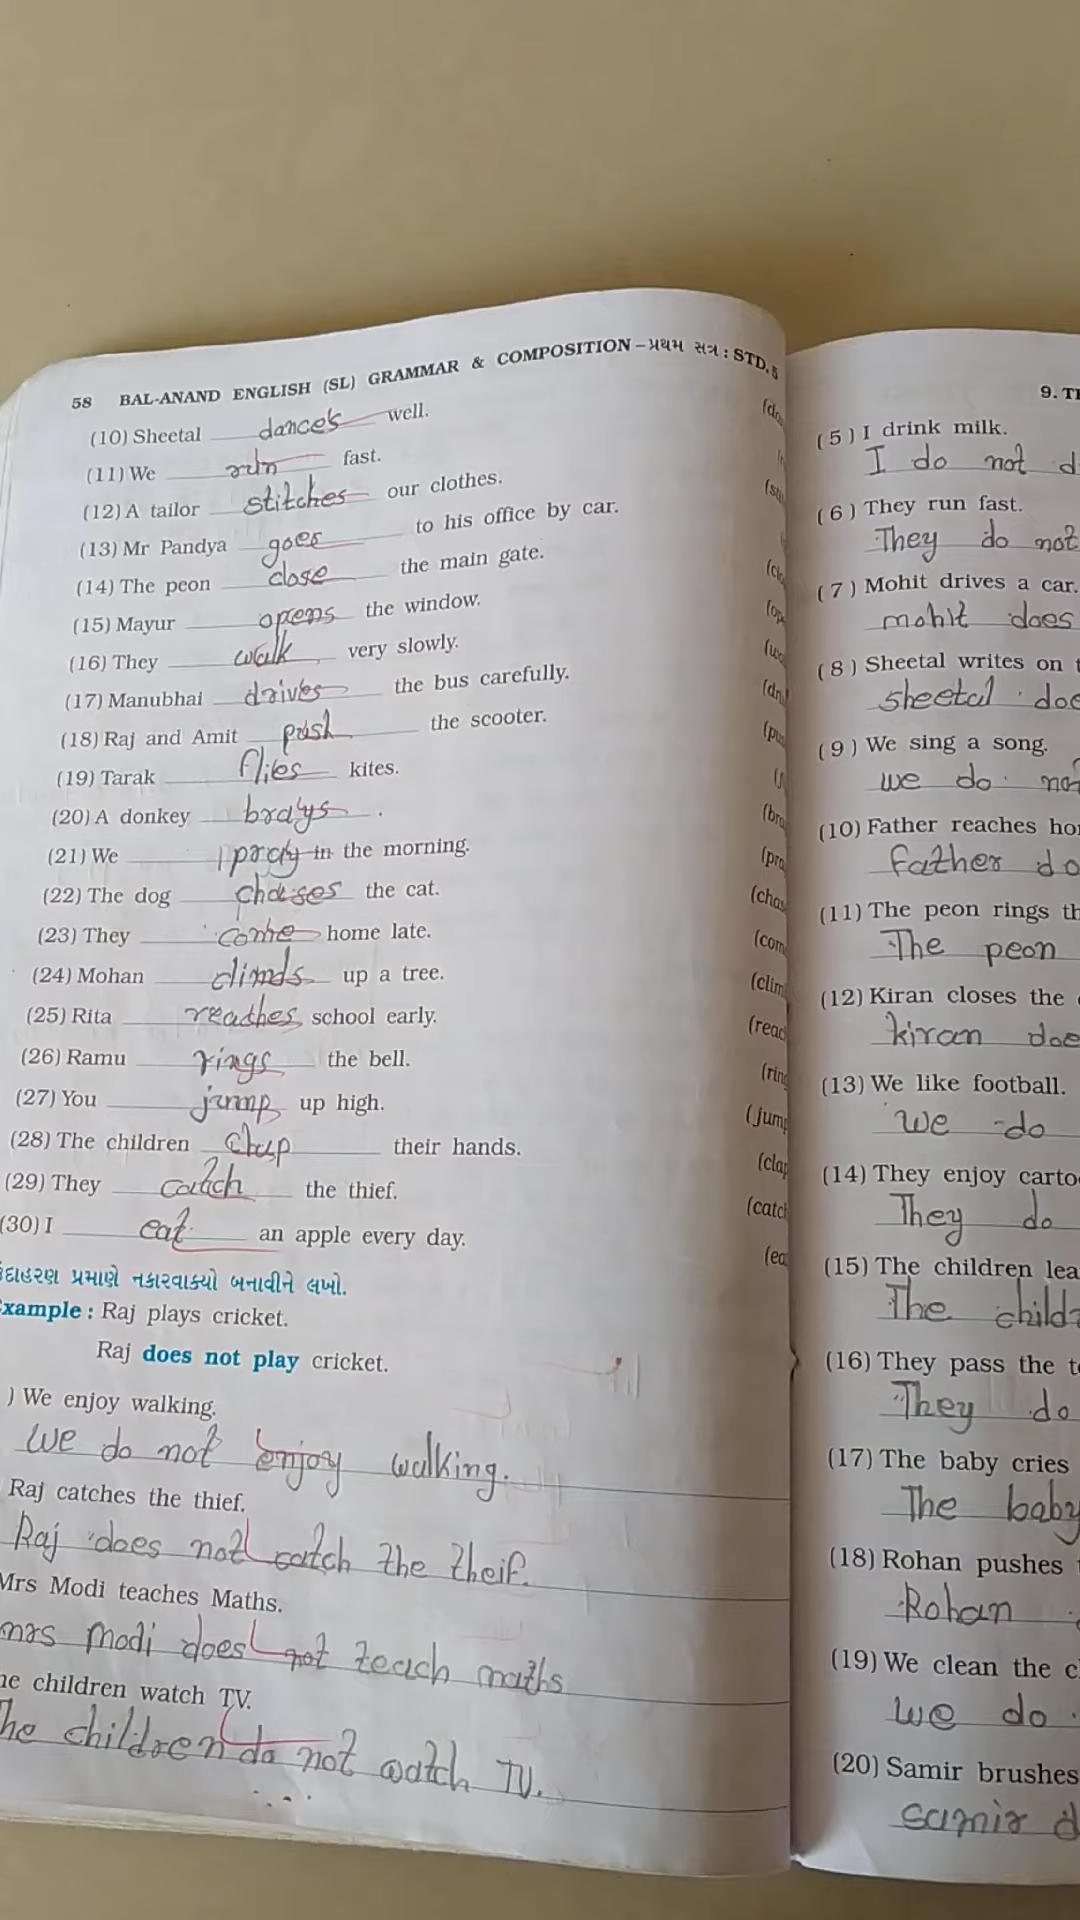 58 BAL-ANAND ENGLISH (SL) GRAMMAR & COMPOSITION – પ્રથમ સત્ર : STD. 5
(10) Sheetal dances well.
(11) We run fast.
(12) A tailor stitches our clothes.
(13) Mr Pandya goes to his office by car.
(14) The peon close the main gate.
(15) Mayur opens the window.
(16) They walk very slowly.
(17) Manubhai drives the bus carefully.
(18) Raj and Amit push the scooter.
(19) Tarak flies kites.
(20) A donkey brays.
(21) We pray in the morning.
(22) The dog chases the cat.
(23) They come home late.
(24) Mohan climds up a tree.
(25) Rita reaches school early.
(26) Ramu rings the bell.
(27) You jump up high.
(28) The children clap their hands.
(29) They catch the thief.
(30) I eat an apple every day.
પ્રમાણે નકારવાક્યો બનાવીને લખો.
Example : Raj plays cricket.
Raj does not play cricket.
) We enjoy walking.
We do not enjoy walking.
Raj catches the thief.
Raj does not catch the theif.
Mrs Modi teaches Maths.
mrs modi does not teach maths
children watch TV.
The children do not watch TV.
9.
(5) I drink milk.
I do not
(6) They run fast.
They do not
(7) Mohit drives a car.
mohit does
(8) Sheetal writes on
sheetal
(9) We sing a song.
we do
(10) Father reaches
Father
(11) The peon rings
The peon
(12) Kiran closes the
kiran
(13) We like football.
We do
(14) They enjoy
They do
(15) The children
The
(16) They pass the
They do
(17) The baby cries
The baby
(18) Rohan pushes
Rohan
(19) We clean the
we do
(20) Samir brushes
samir